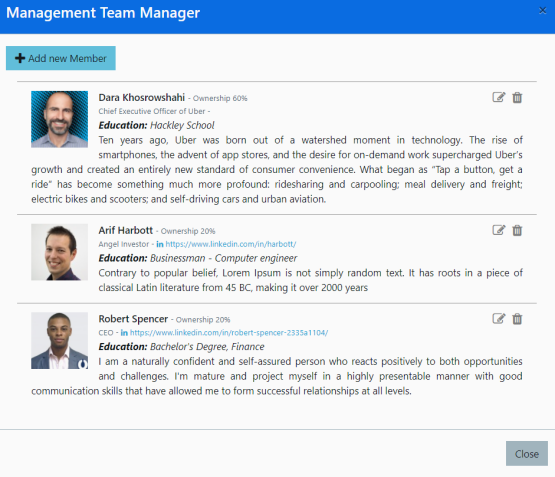 Management Team Manager
×
Add new Member
Dara Khosrowshahi - Ownership 60%
Chief Executive Officer of Uber -
Education: Hackley School
Ten years ago, Uber was born out of a watershed moment in technology. The rise of
smartphones, the advent of app stores, and the desire for on-demand work supercharged Uber's
growth and created an entirely new standard of consumer convenience. What began as "Tap a button, get a
ride" has become something much more profound: ridesharing and carpooling; meal delivery and freight;
electric bikes and scooters; and self-driving cars and urban aviation.
Arif Harbott - Ownership 20%
Angel Investor - in https://www.linkedin.com/in/harbott/
Education: Businessman - Computer engineer
Contrary to popular belief, Lorem Ipsum is not simply random text. It has roots in a piece of
classical Latin literature from 45 BC, making it over 2000 years
Robert Spencer - Ownership 20%
CEO - in https://www.linkedin.com/in/robert-spencer-2335a1104/
Education: Bachelor's Degree, Finance
I am a naturally confident and self-assured person who reacts positively to both opportunities
and challenges. I'm mature and project myself in a highly presentable manner with good
communication skills that have allowed me to form successful relationships at all levels.
Close